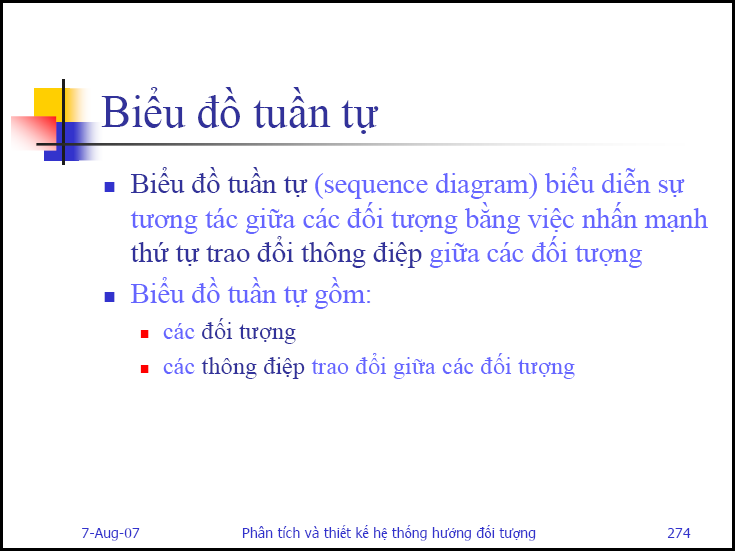 Biểu đồ tuần tự
Biểu đồ tuần tự (sequence diagram) biểu diễn sự
tương tác giữa các đối tượng bằng việc nhấn mạnh
thứ tự trao đổi thông điệp giữa các đối tượng
Biểu đồ tuần tự gồm:
các đối tượng
các thông điệp trao đổi giữa các đối tượng
7-Aug-07
Phân tích và thiết kế hệ thống hướng đối tượng
274